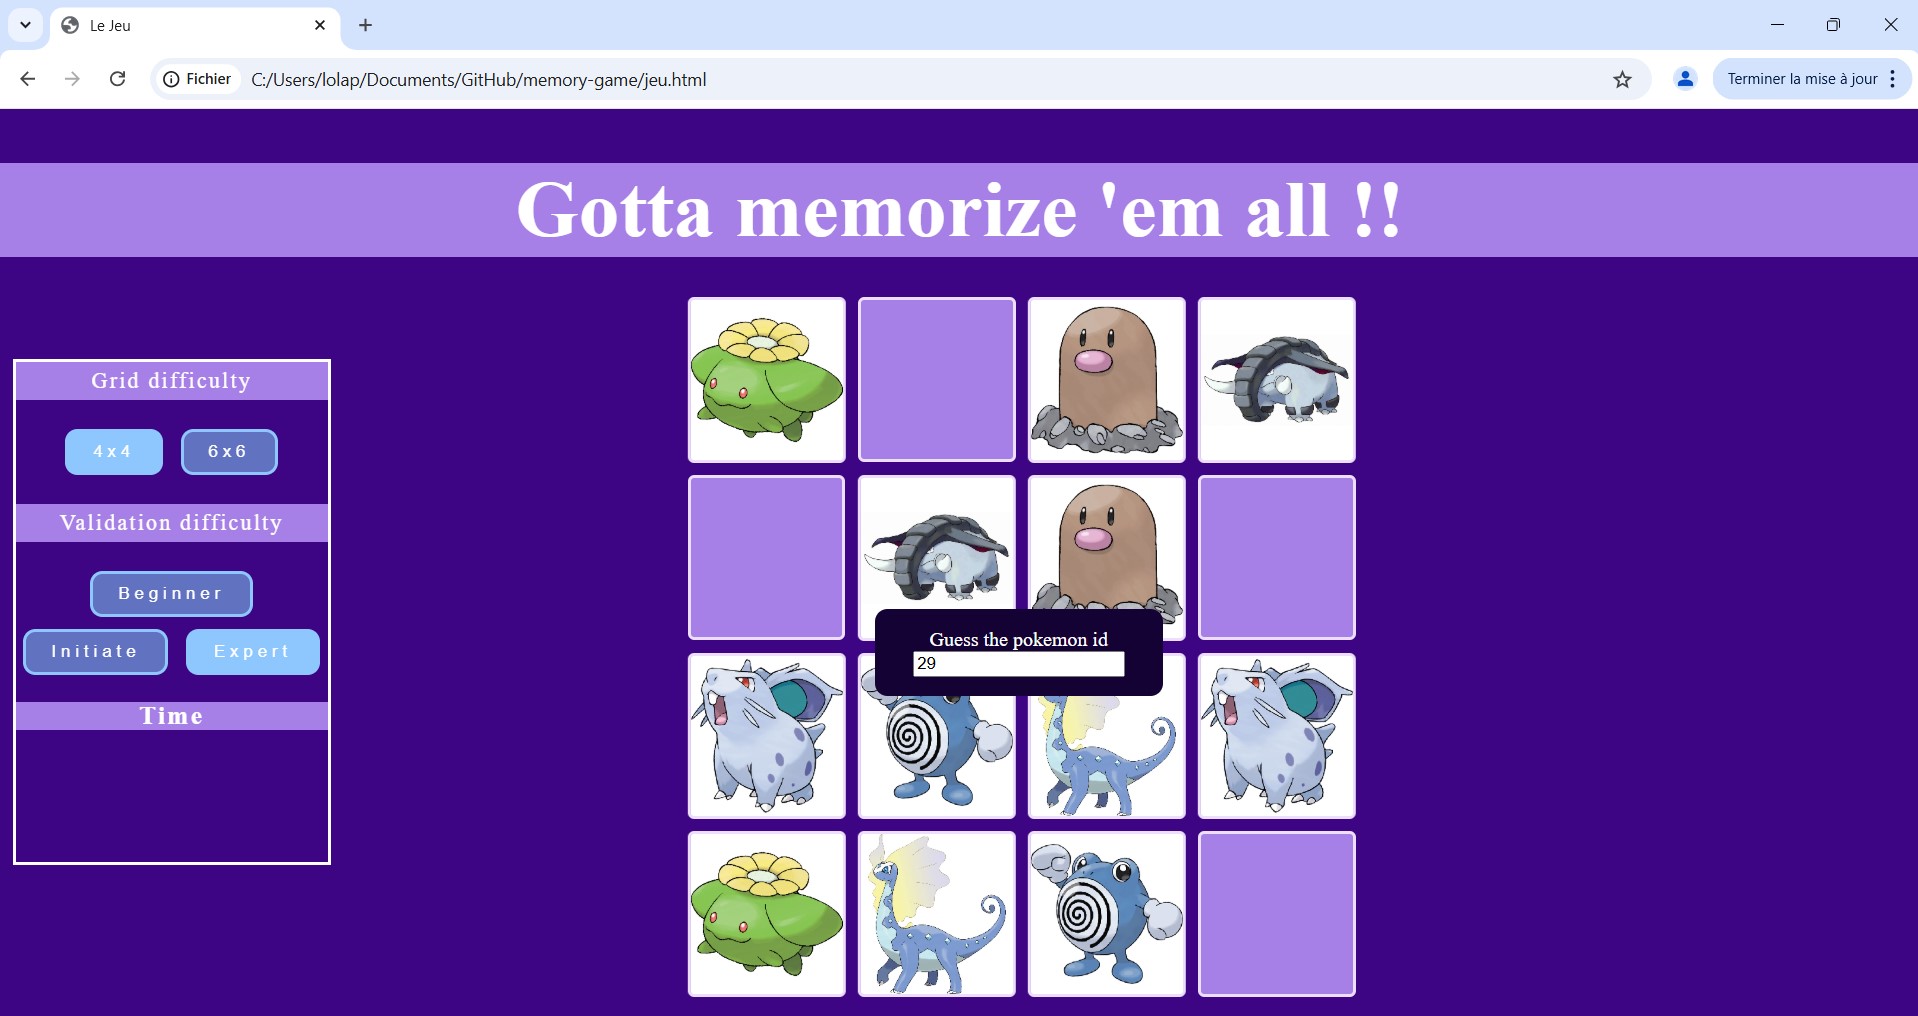 Le Jeu
Fichier
C:/Users/lolap/Documents/GitHub/memory-game/jeu.html
Terminer la mise à jour
Gotta memorize 'em all !!
Grid difficulty
4x4
6x6
Validation difficulty
Beginner
Initiate
Expert
Time
Guess the pokemon id
29